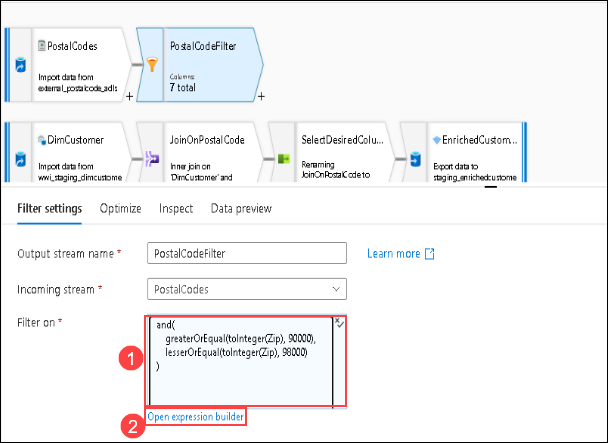 PostalCodes
Import data from
external_postalcode_adls
+
PostalCodeFilter
Columns:
7 total
+
DimCustomer
Import data from
wwi_staging_dimcustome
JoinOnPostalCode
Inner join on
'DimCustomer' and
SelectDesiredColu...
Renaming
JoinOnPostalCode to
EnrichedCustom...
Export data to
staging_enrichedcustome
Filter settings Optimize Inspect Data preview
Output stream name * PostalCodeFilter Learn more
Incoming stream * PostalCodes
Filter on *
and(
greaterOrEqual(toInteger(Zip), 90000),
lesserOrEqual(toInteger(Zip), 98000)
)
1
2 Open expression builder